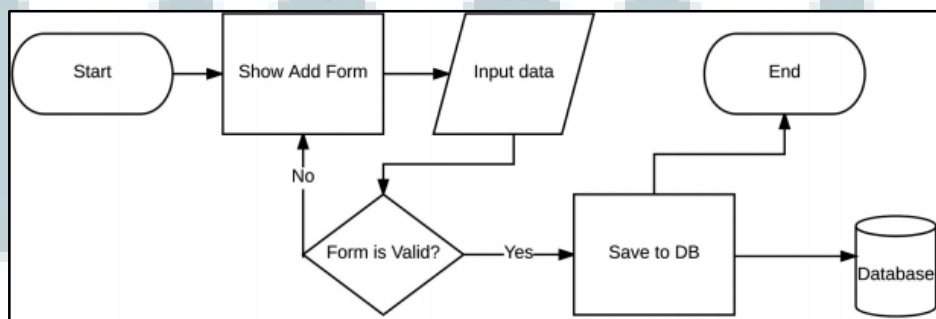 Start
Show Add Form
Input data
End
No
Form is Valid?
Yes
Save to DB
Database